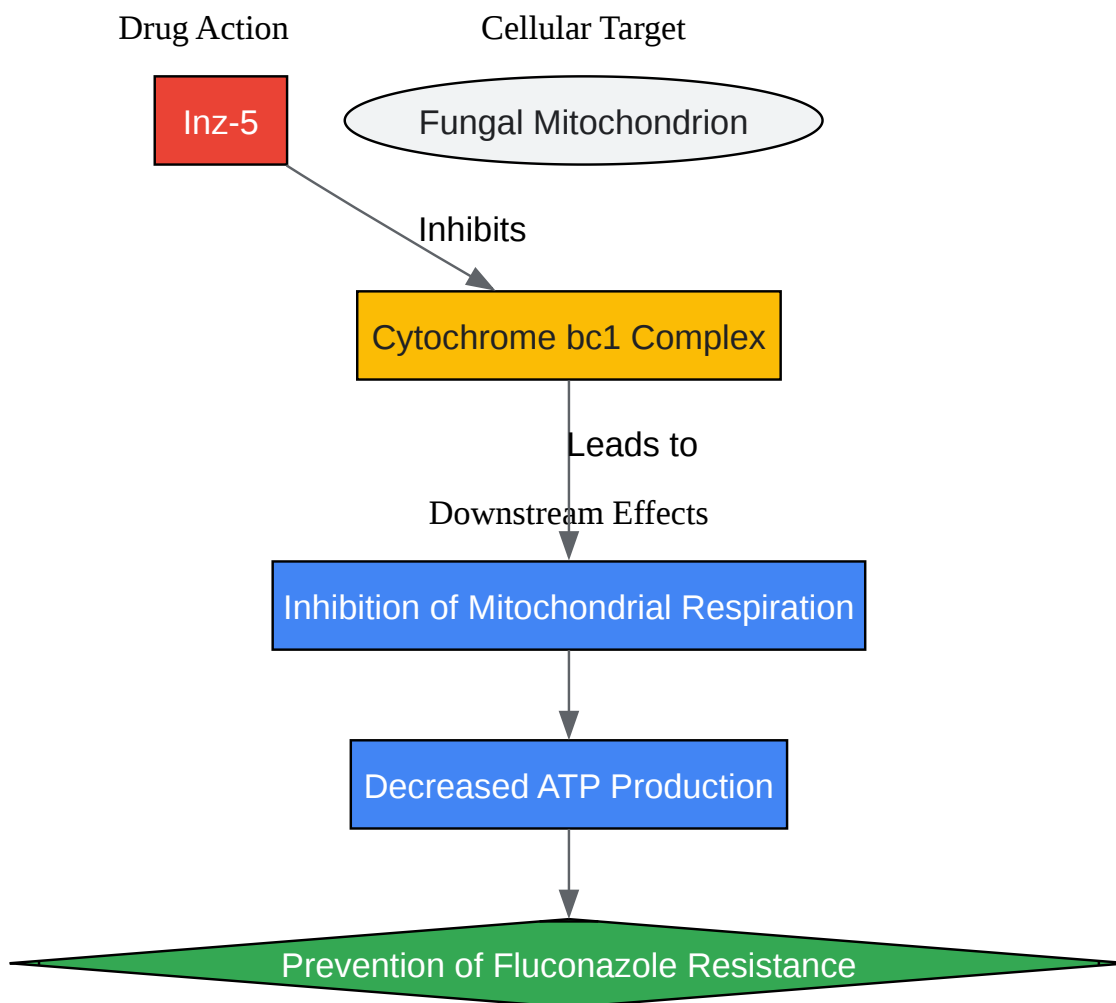 Drug Action
Cellular Target
Inz-5
Fungal Mitochondrion
Inhibits
Cytochrome bc1 Complex
Leads to
Downstream Effects
Inhibition of Mitochondrial Respiration
Decreased ATP Production
Prevention of Fluconazole Resistance